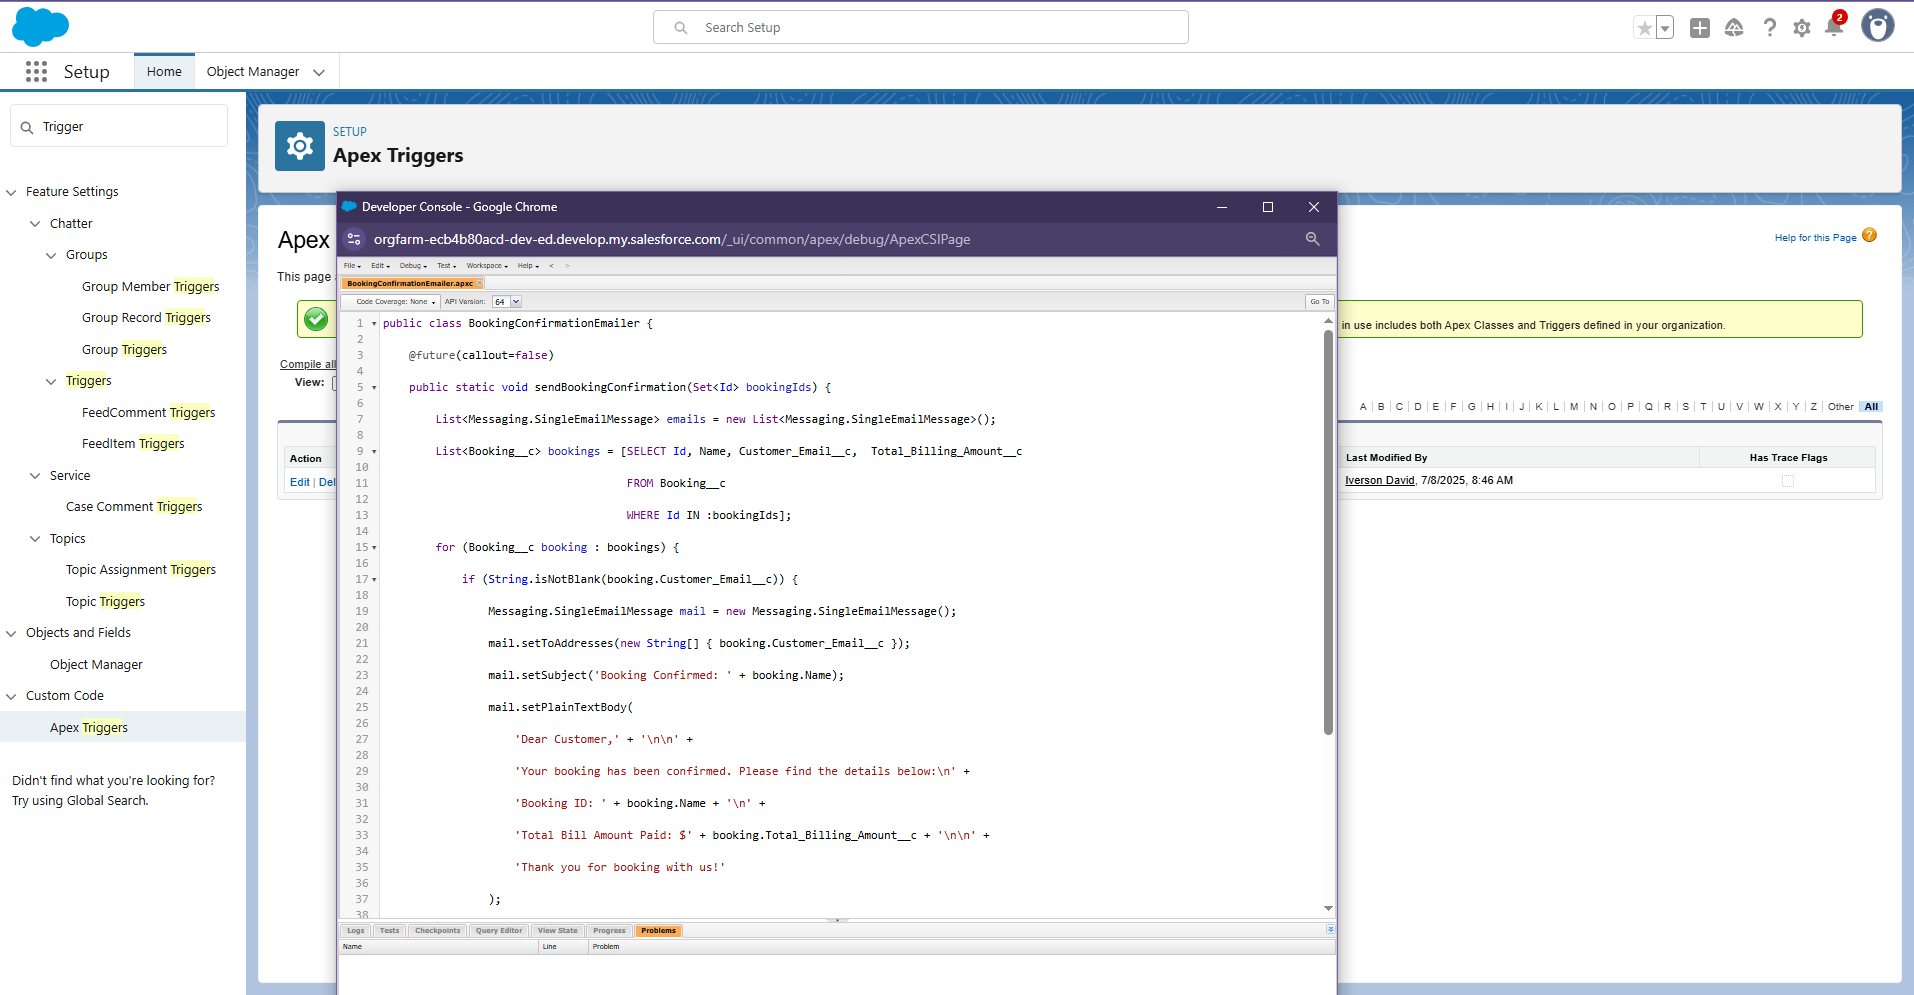 Search Setup
2
Setup
Home
Object Manager
Trigger
Feature Settings
Chatter
Groups
Group Member Triggers
Group Record Triggers
Group Triggers
Triggers
FeedComment Triggers
FeedItem Triggers
Service
Case Comment Triggers
Topics
Topic Assignment Triggers
Topic Triggers
Objects and Fields
Object Manager
Custom Code
Apex Triggers
Didn't find what you're looking for?
Try using Global Search.
SETUP
Apex Triggers
Apex
Help for this Page ?
This page
in use includes both Apex Classes and Triggers defined in your organization.
Compile all
View:
A | B | C | D | E | F | G | H | I | J | K | L | M | N | O | P | Q | R | S | T | U | V | W | X | Y | Z | Other All
Action
Last Modified By
Has Trace Flags
Edit | Del
Iverson David, 7/8/2025, 8:46 AM
Developer Console - Google Chrome
orgfarm-ecb4b80acd-dev-ed.develop.my.salesforce.com/_ui/common/apex/debug/ApexCSIPage
File Edit Debug Test Workspace Help < >
BookingConfirmationEmailer.apxc
Code Coverage: None API Version: 64 Go To
1 public class BookingConfirmationEmailer {
2
3 @future(callout=false)
4
5 public static void sendBookingConfirmation(Set<Id> bookingIds) {
6
7 List<Messaging.SingleEmailMessage> emails = new List<Messaging.SingleEmailMessage>();
8
9 List<Booking__c> bookings = [SELECT Id, Name, Customer_Email__c,  Total_Billing_Amount__c
10
11 FROM Booking__c
12
13 WHERE Id IN :bookingIds];
14
15 for (Booking__c booking : bookings) {
16
17 if (String.isNotBlank(booking.Customer_Email__c)) {
18
19 Messaging.SingleEmailMessage mail = new Messaging.SingleEmailMessage();
20
21 mail.setToAddresses(new String[] { booking.Customer_Email__c });
22
23 mail.setSubject('Booking Confirmed: ' + booking.Name);
24
25 mail.setPlainTextBody(
26
27 'Dear Customer,' + '\n\n' +
28
29 'Your booking has been confirmed. Please find the details below:\n' +
30
31 'Booking ID: ' + booking.Name + '\n' +
32
33 'Total Bill Amount Paid: $' + booking.Total_Billing_Amount__c + '\n\n' +
34
35 'Thank you for booking with us!'
36
37 );
38
Logs Tests Checkpoints Query Editor View State Progress Problems
Name Line Problem